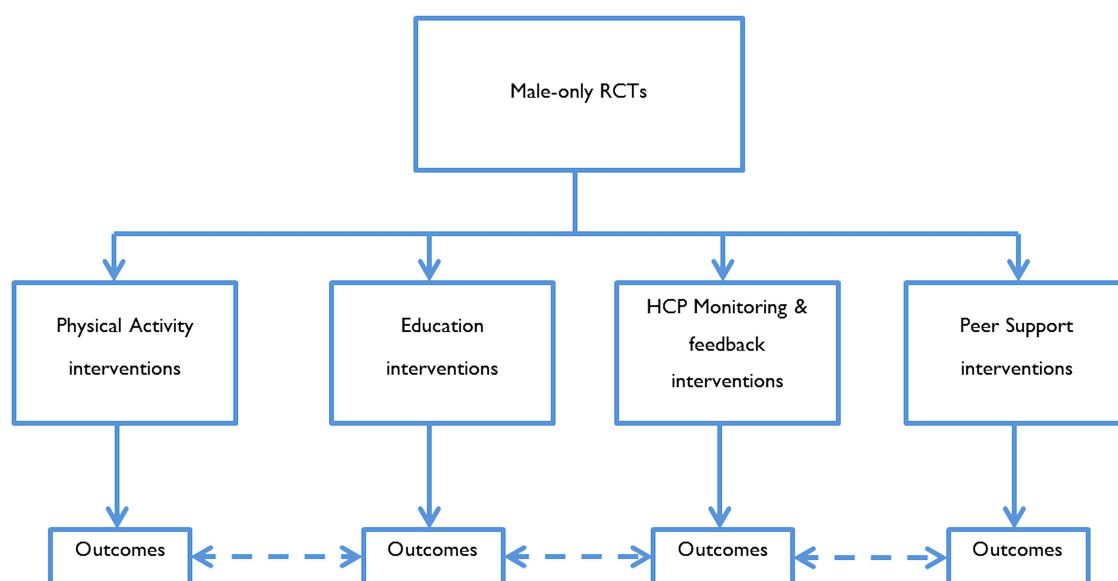 Male-only RCTs
Physical Activity
interventions
Education
interventions
HCP Monitoring &
feedback
interventions
Peer Support
interventions
Outcomes
Outcomes
Outcomes
Outcomes